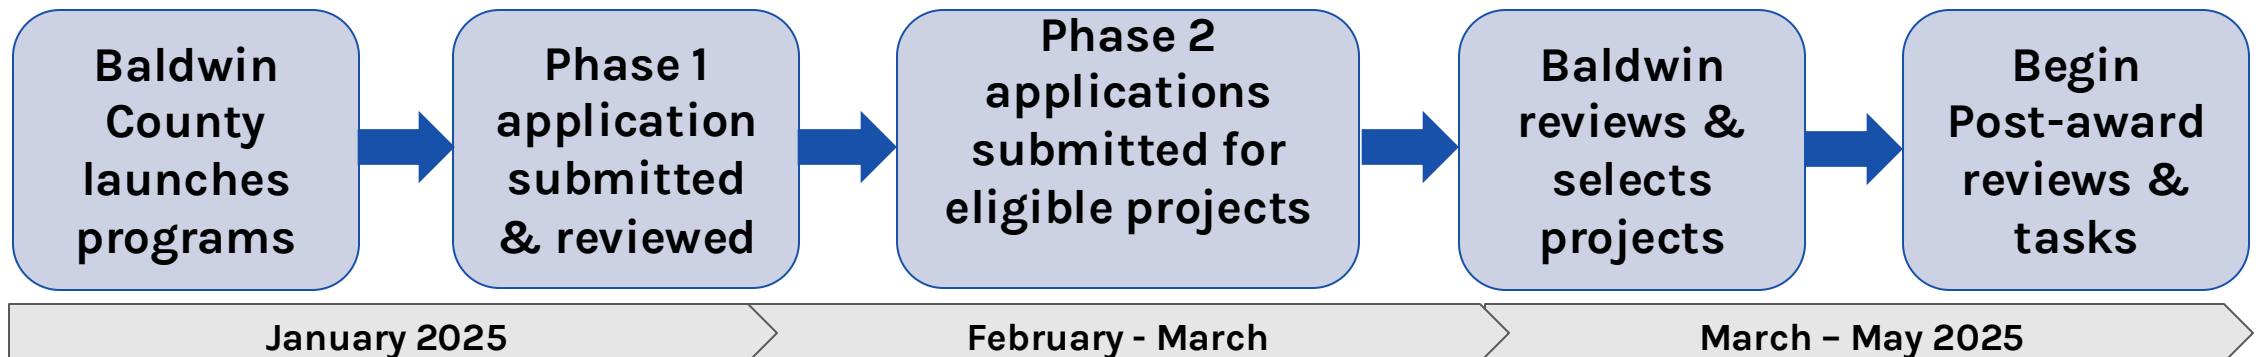 Baldwin
County
launches
programs
Phase 1
application
submitted
& reviewed
Phase 2
applications
submitted for
eligible projects
Baldwin
reviews &
selects
projects
Begin
Post-award
reviews &
tasks
January 2025
February - March
March – May 2025